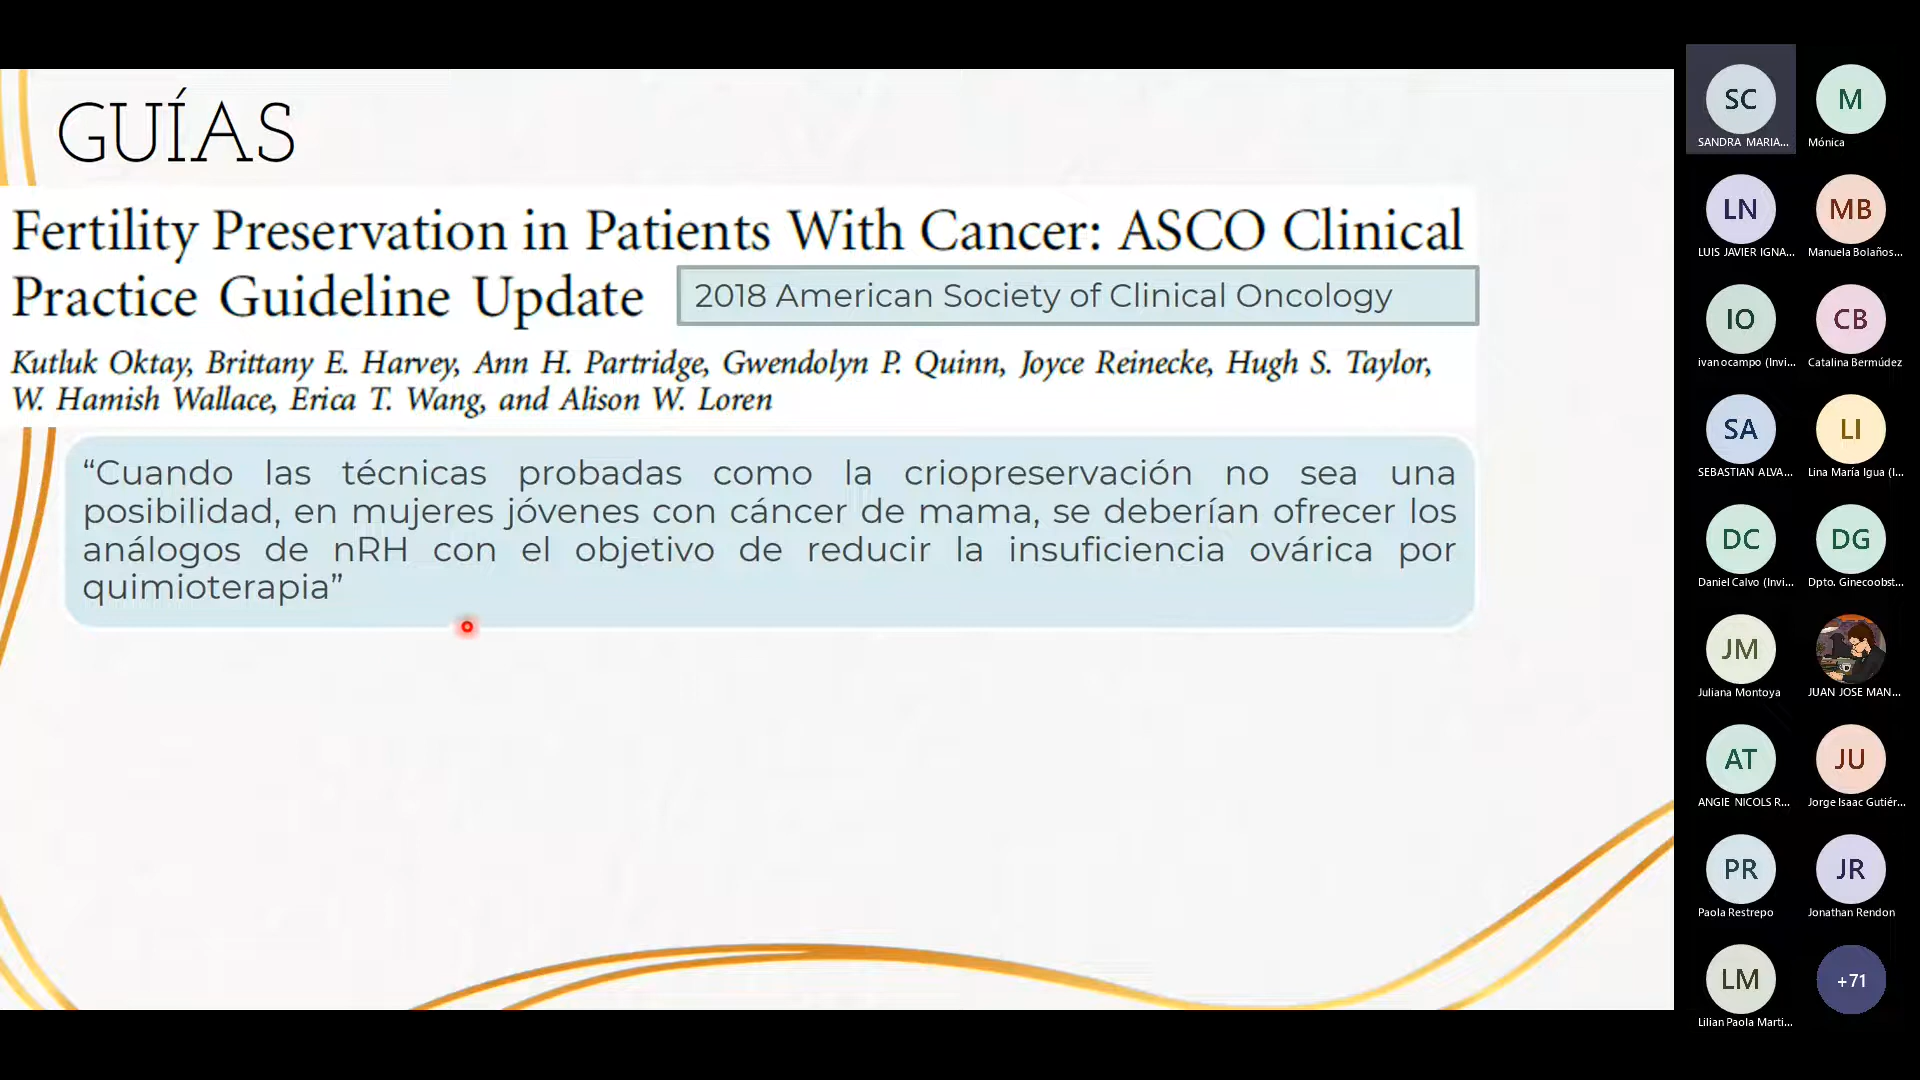 GUÍAS
Fertility Preservation in Patients With Cancer: ASCO Clinical
Practice Guideline Update
2018 American Society of Clinical Oncology
Kutluk Oktay, Brittany E. Harvey, Ann H. Partridge, Gwendolyn P. Quinn, Joyce Reinecke, Hugh S. Taylor,
W. Hamish Wallace, Erica T. Wang, and Alison W. Loren
“Cuando las técnicas probadas como la criopreservación no sea una
posibilidad, en mujeres jóvenes con cáncer de mama, se deberían ofrecer los
análogos de nRH con el objetivo de reducir la insuficiencia ovárica por
quimioterapia”
SC
SANDRA MARIA...
M
Mónica
LN
LUIS JAVIER IGNA...
MB
Manuela Bolaños...
IO
ivan ocampo (Invi...
CB
Catalina Bermúdez
SA
SEBASTIAN ALVA...
LI
Lina María Igua (I...
DC
Daniel Calvo (Invi...
DG
Dpto. Ginecoobst...
JM
Juliana Montoya
JUAN JOSE MAN...
AT
ANGIE NICOLS R...
JU
Jorge Isaac Gutiér...
PR
Paola Restrepo
JR
Jonathan Rendon
LM
Lilian Paola Marti...
+71